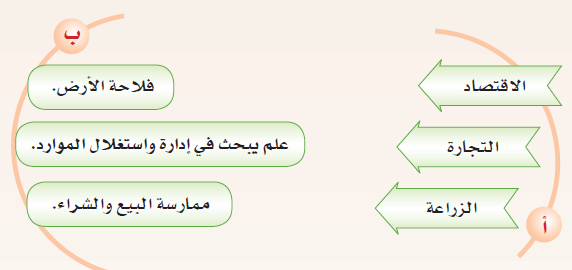 ب
الاقتصاد
فلاحة الأرض.
التجارة
علم يبحث في إدارة واستغلال الموارد.
الزراعة
ممارسة البيع والشراء.
أ